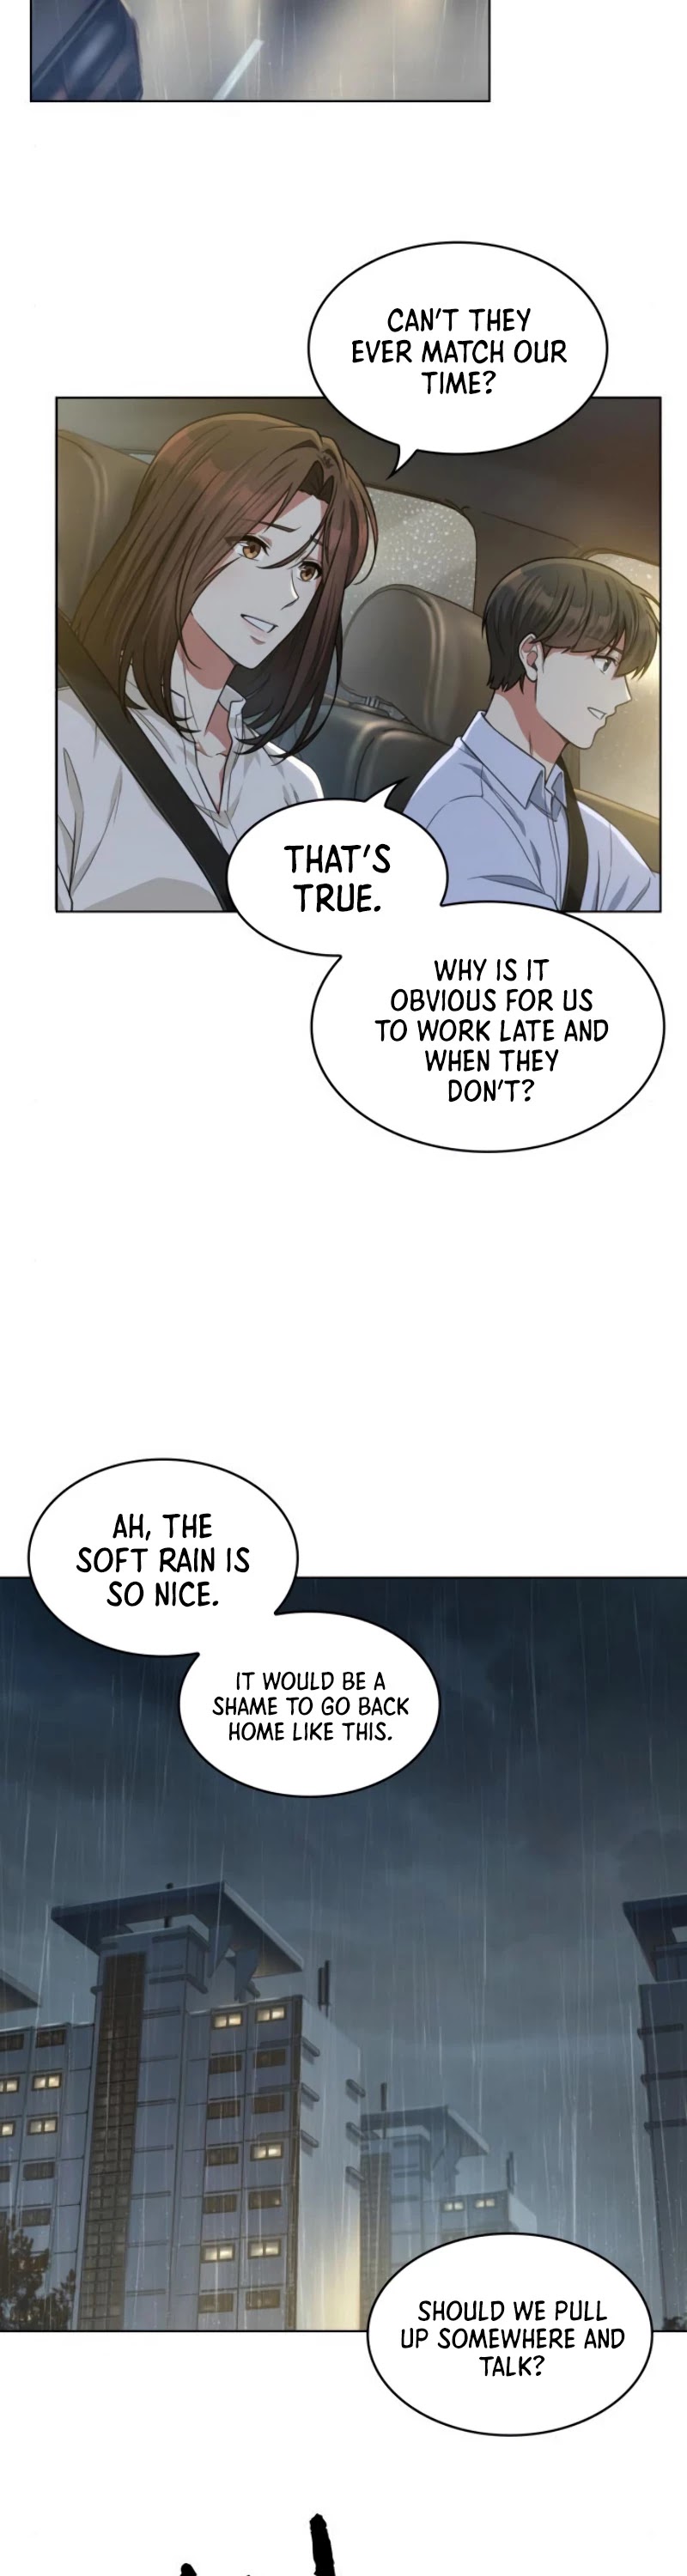 CAN'T THEY
EVER MATCH OUR
TIME?
THAT'S
TRUE.
WHY IS IT
OBVIOUS FOR US
TO WORK LATE AND
WHEN THEY
DON'T?
AH, THE
SOFT RAIN IS
SO NICE.
IT WOULD BE A
SHAME TO GO BACK
HOME LIKE THIS.
SHOULD WE PULL
UP SOMEWHERE AND
TALK?